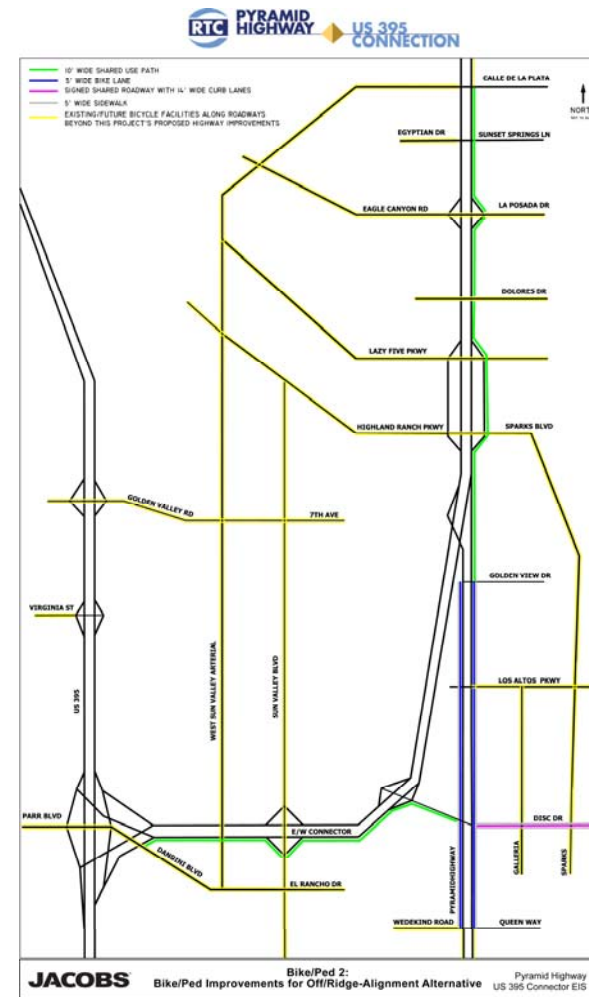 RTC PYRAMID HIGHWAY US 395 CONNECTION
10' WIDE SHARED USE PATH
5' WIDE BIKE LANE
SIGNED SHARED ROADWAY WITH 14' WIDE CURB LANES
5' WIDE SIDEWALK
EXISTING/FUTURE BICYCLE FACILITIES ALONG ROADWAYS
BEYOND THIS PROJECT'S PROPOSED HIGHWAY IMPROVEMENTS
CALLE DE LA PLATA
NORTH
EGYPTIAN DR
SUNSET SPRINGS LN
EAGLE CANYON RD
LA POSADA DR
DOLORES DR
LAZY FIVE PKWY
HIGHLAND RANCH PKWY
SPARKS BLVD
GOLDEN VALLEY RD
7TH AVE
GOLDEN VIEW DR
VIRGINIA ST
US 395
WEST SUN VALLEY ARTERIAL
SUN VALLEY BLVD
LOS ALTOS PKWY
PARR BLVD
E/W CONNECTOR
DISC DR
DANDINI BLVD
PYRAMIDHIGHWAY
GALLERIA
SPARKS
EL RANCHO DR
WEDEKIND ROAD
QUEEN WAY
JACOBS
Bike/Ped 2:
Bike/Ped Improvements for Off/Ridge-Alignment Alternative
Pyramid Highway
US 395 Connector EIS